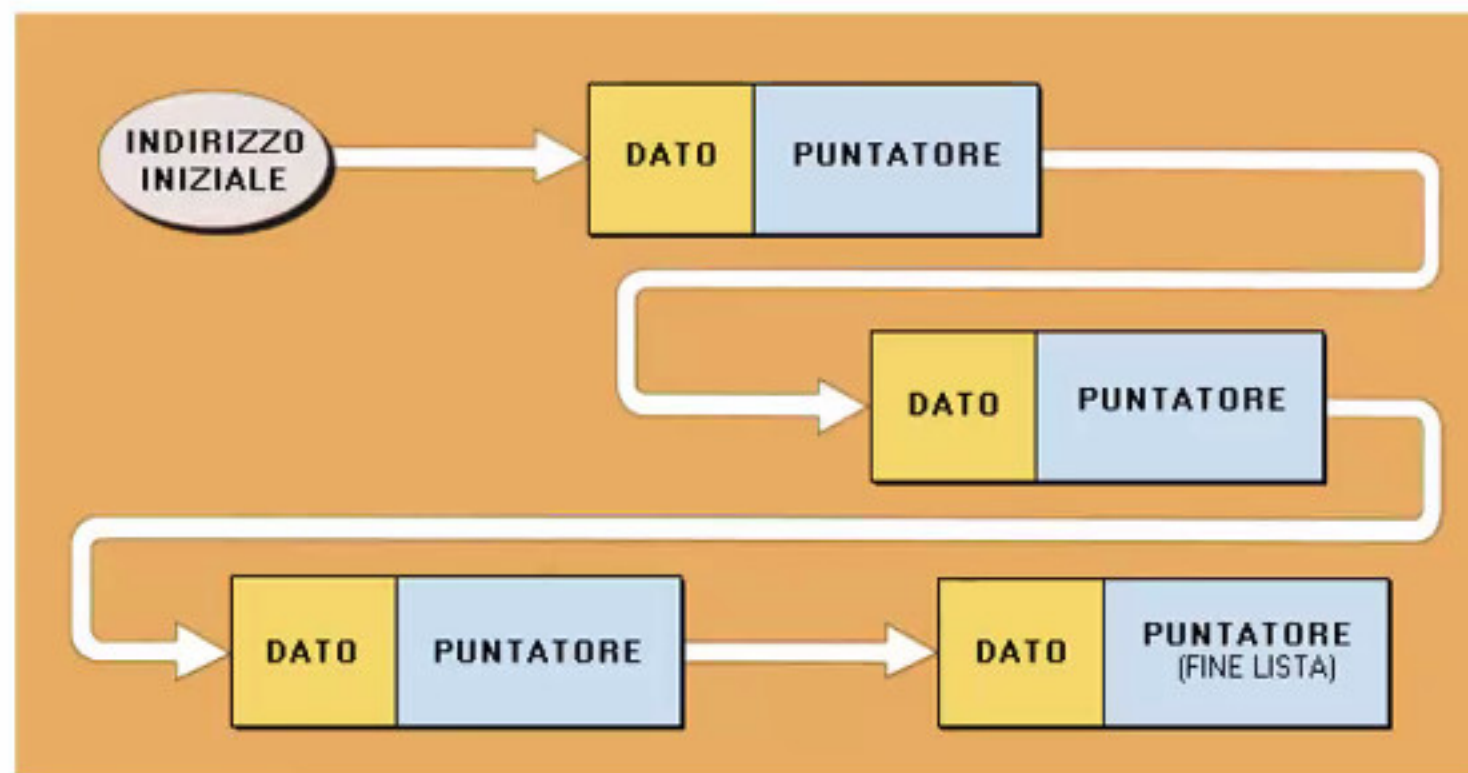 INDIRIZZO
INIZIALE
DATO PUNTATORE
DATO PUNTATORE
DATO PUNTATORE
DATO PUNTATORE
(FINE LISTA)